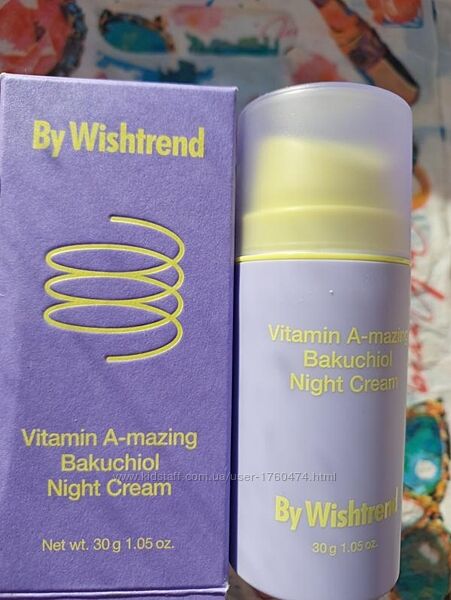 By Wishtrend
Vitamin A-mazing
Bakuchiol
Night Cream
Net wt. 30 g 1.05 oz.
Vitamin A-mazing
Bakuchiol
Night Cream
By Wishtrend
30 g 1.05 oz.
www.kidstaff.com.ua/user-1760474.html